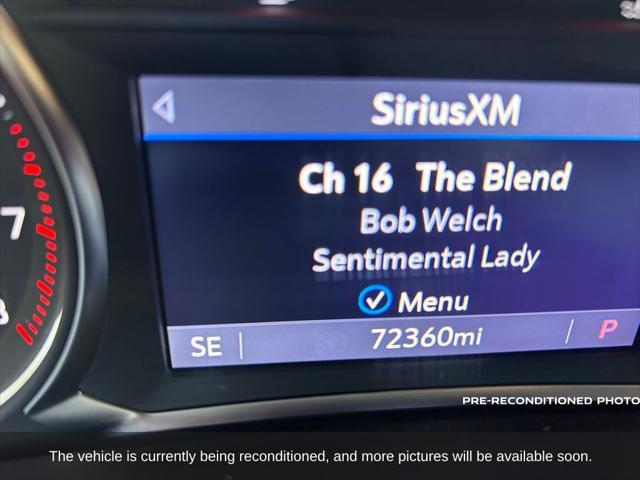 SiriusXM
Ch 16 The Blend
Bob Welch
Sentimental Lady
Menu
SE 72360mi P
7
PRE-RECONDITIONED PHOTO
The vehicle is currently being reconditioned, and more pictures will be available soon.